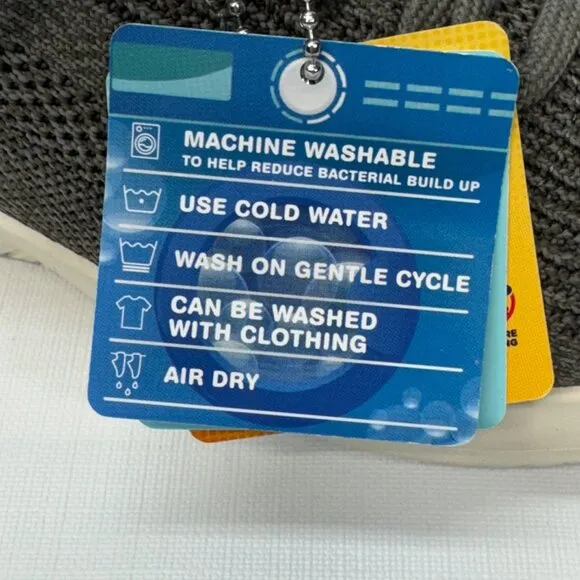 MACHINE WASHABLE
TO HELP REDUCE BACTERIAL BUILD UP
USE COLD WATER
WASH ON GENTLE CYCLE
CAN BE WASHED
WITH CLOTHING
AIR DRY